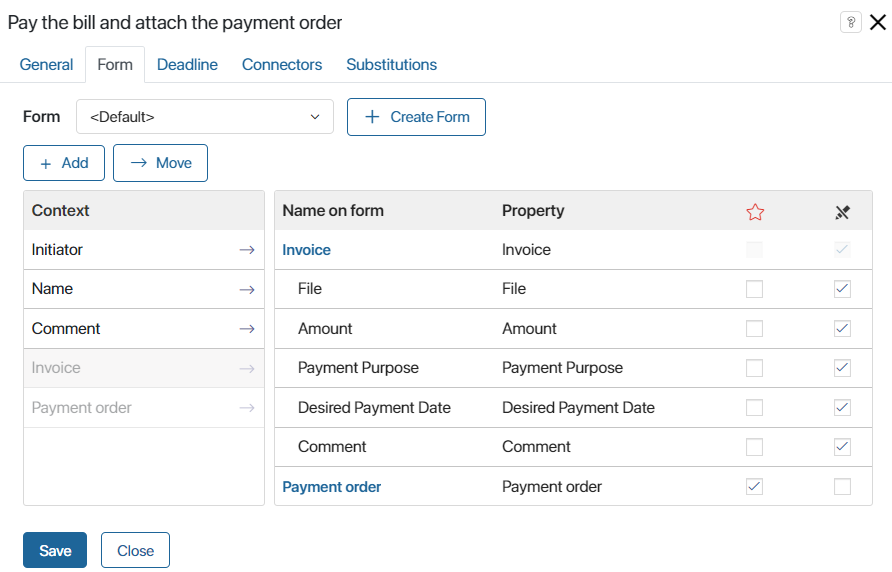 Pay the bill and attach the payment order
?
General Form Deadline Connectors Substitutions
Form <Default> + Create Form
+ Add → Move
Context Name on form Property
Initiator → Invoice Invoice
Name → File File
Comment → Amount Amount
Invoice → Payment Purpose Payment Purpose
Payment order → Desired Payment Date Desired Payment Date
Comment Comment
Payment order Payment order
Save Close